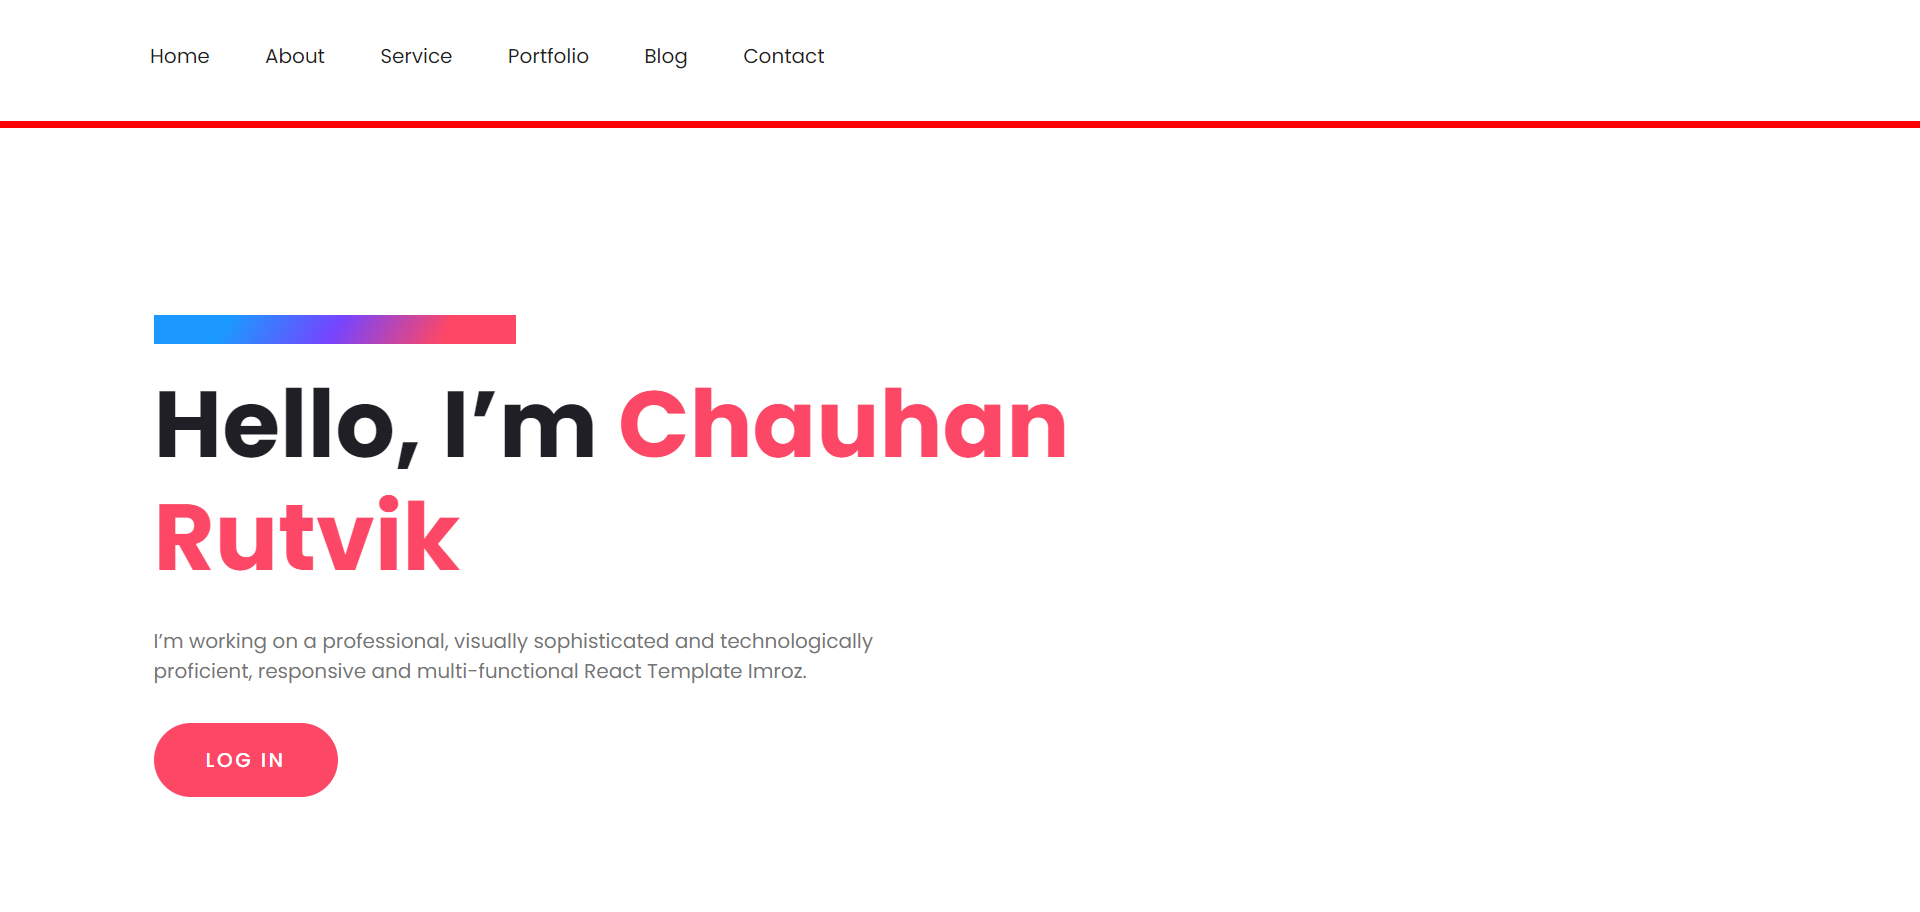 Home About Service Portfolio Blog Contact
Hello, I’m Chauhan
Rutvik
I’m working on a professional, visually sophisticated and technologically
proficient, responsive and multi-functional React Template Imroz.
LOG IN